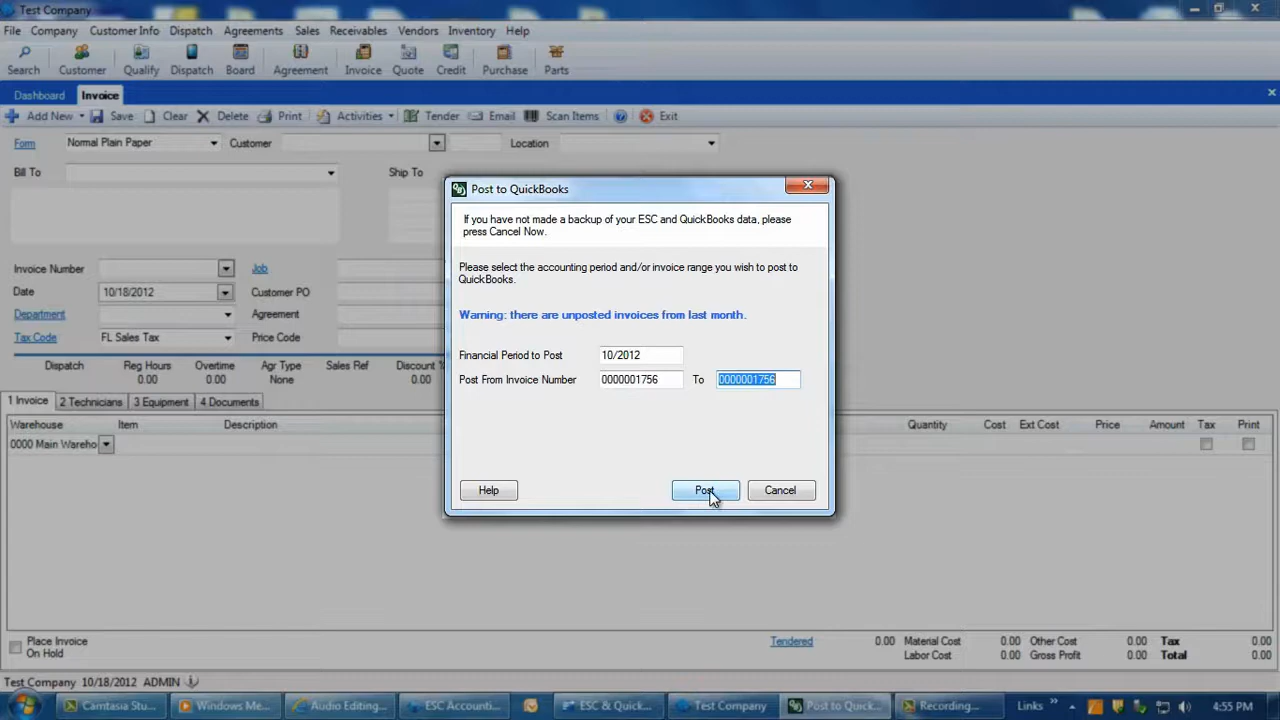 Test Company
File Company Customer Info Dispatch Agreements Sales Receivables Vendors Inventory Help
Search Customer Qualify Dispatch Board Agreement Invoice Quote Credit Purchase Parts
Dashboard Invoice
Add New Save Clear Delete Print Activities Tender Email Scan Items Exit
Form Normal Plain Paper Customer Location
Bill To Ship To
Post to QuickBooks
If you have not made a backup of your ESC and QuickBooks data, please
press Cancel Now.
Please select the accounting period and/or invoice range you wish to post to
QuickBooks.
Warning: there are unposted invoices from last month.
Financial Period to Post 10/2012
Post From Invoice Number 0000001756 To 0000001756
Help Post Cancel
Invoice Number Job
Date 10/18/2012 Customer PO
Department Agreement
Tax Code FL Sales Tax Price Code
Dispatch Reg Hours Overtime Agr Type Sales Ref Discount %
0.00 0.00 None 0.00
1 Invoice 2 Technicians 3 Equipment 4 Documents
Warehouse Item Description Quantity Cost Ext Cost Price Amount Tax Print
0000 Main Wareho
Place Invoice
On Hold
Tendered 0.00 Material Cost 0.00 Other Cost 0.00 Tax 0.00
Labor Cost 0.00 Gross Profit 0.00 Total 0.00
Test Company 10/18/2012 ADMIN
Camtasia Stu... Windows Me... Audio Editing... ESC Accounti... ESC & Quick... Test Company Post to Quick... Recording... Links 4:55 PM